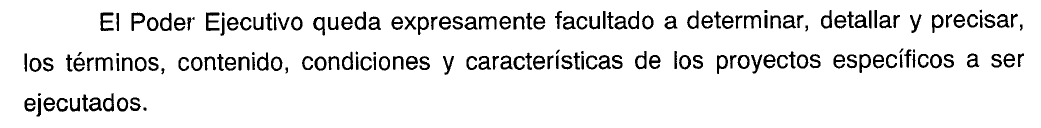 El Poder Ejecutivo queda expresamente facultado a determinar, detallar y precisar,
los términos, contenido, condiciones y características de los proyectos específicos a ser
ejecutados.